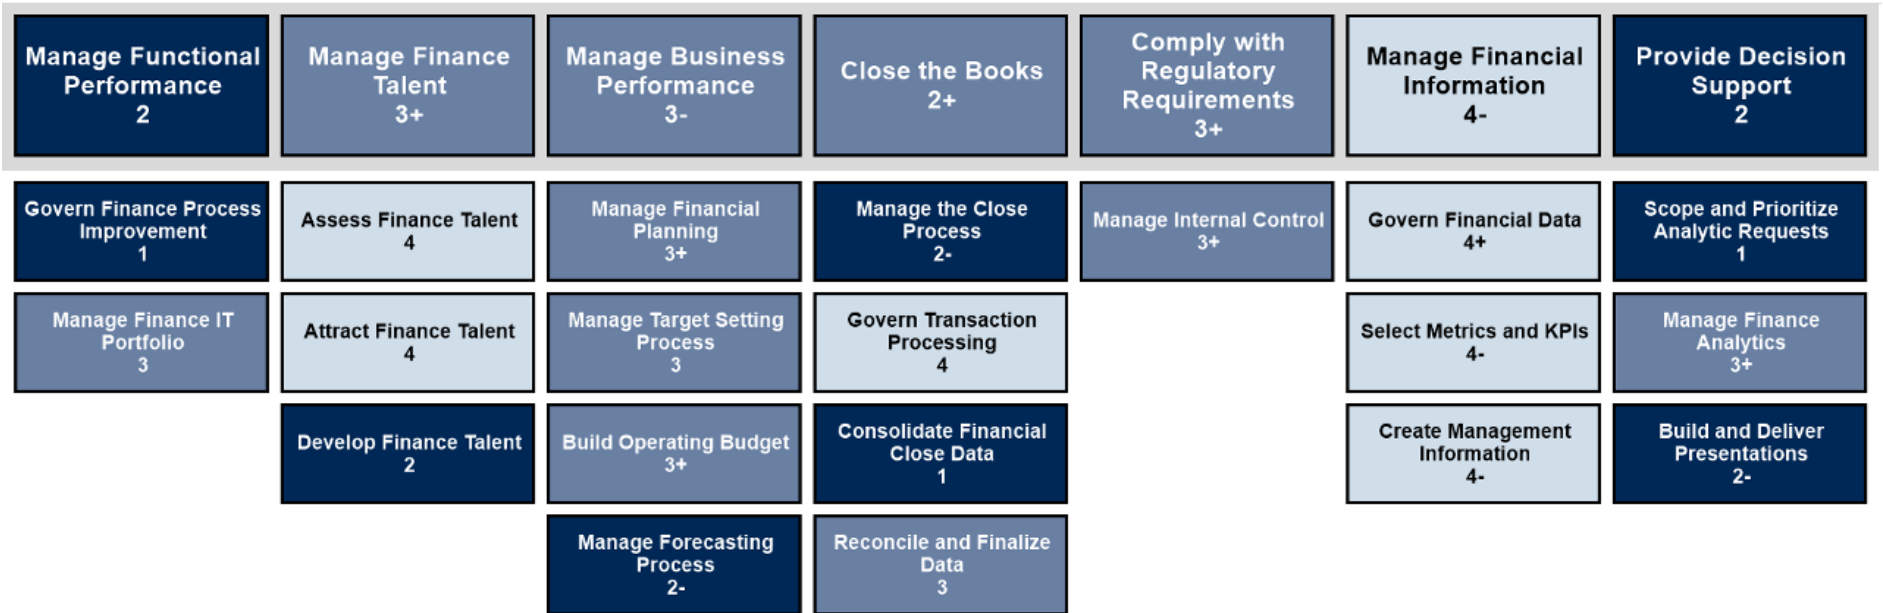 Manage Functional
Performance
2
Manage Finance
Talent
3+
Manage Business
Performance
3-
Close the Books
2+
Comply with
Regulatory
Requirements
3+
Manage Financial
Information
4-
Provide Decision
Support
2
Govern Finance Process
Improvement
1
Assess Finance Talent
4
Manage Financial
Planning
3+
Manage the Close
Process
2-
Manage Internal Control
3+
Govern Financial Data
4+
Scope and Prioritize
Analytic Requests
1
Manage Finance IT
Portfolio
3
Attract Finance Talent
4
Manage Target Setting
Process
3
Govern Transaction
Processing
4
Select Metrics and KPIs
4-
Manage Finance
Analytics
3+
Develop Finance Talent
2
Build Operating Budget
3+
Consolidate Financial
Close Data
1
Create Management
Information
4-
Build and Deliver
Presentations
2-
Manage Forecasting
Process
2-
Reconcile and Finalize
Data
3